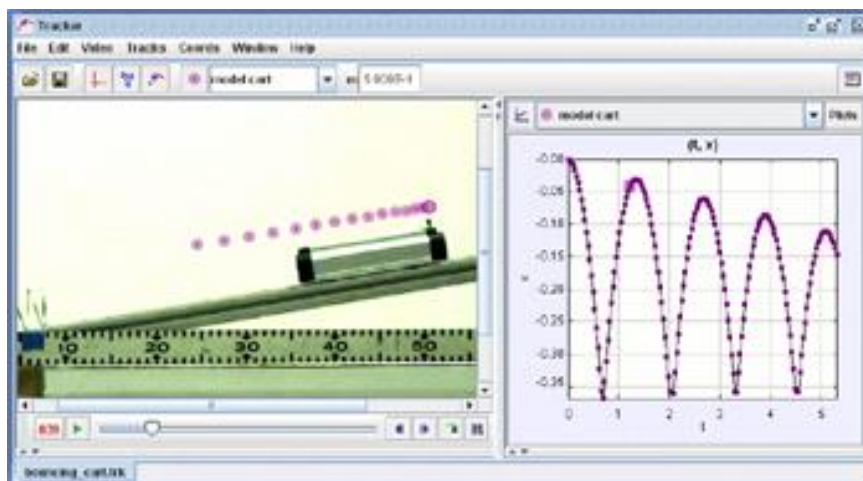 Tracker
File Edit Video Tracks Coords Window Help
model cart
m
model cart
Plots
(t, x)
-0.00
-0.05
-0.15
-0.20
-0.25
-0.30
-0.35
x
0 1 2 3 4 5
t
10 20 30 40 50
bouncing_cart.trk